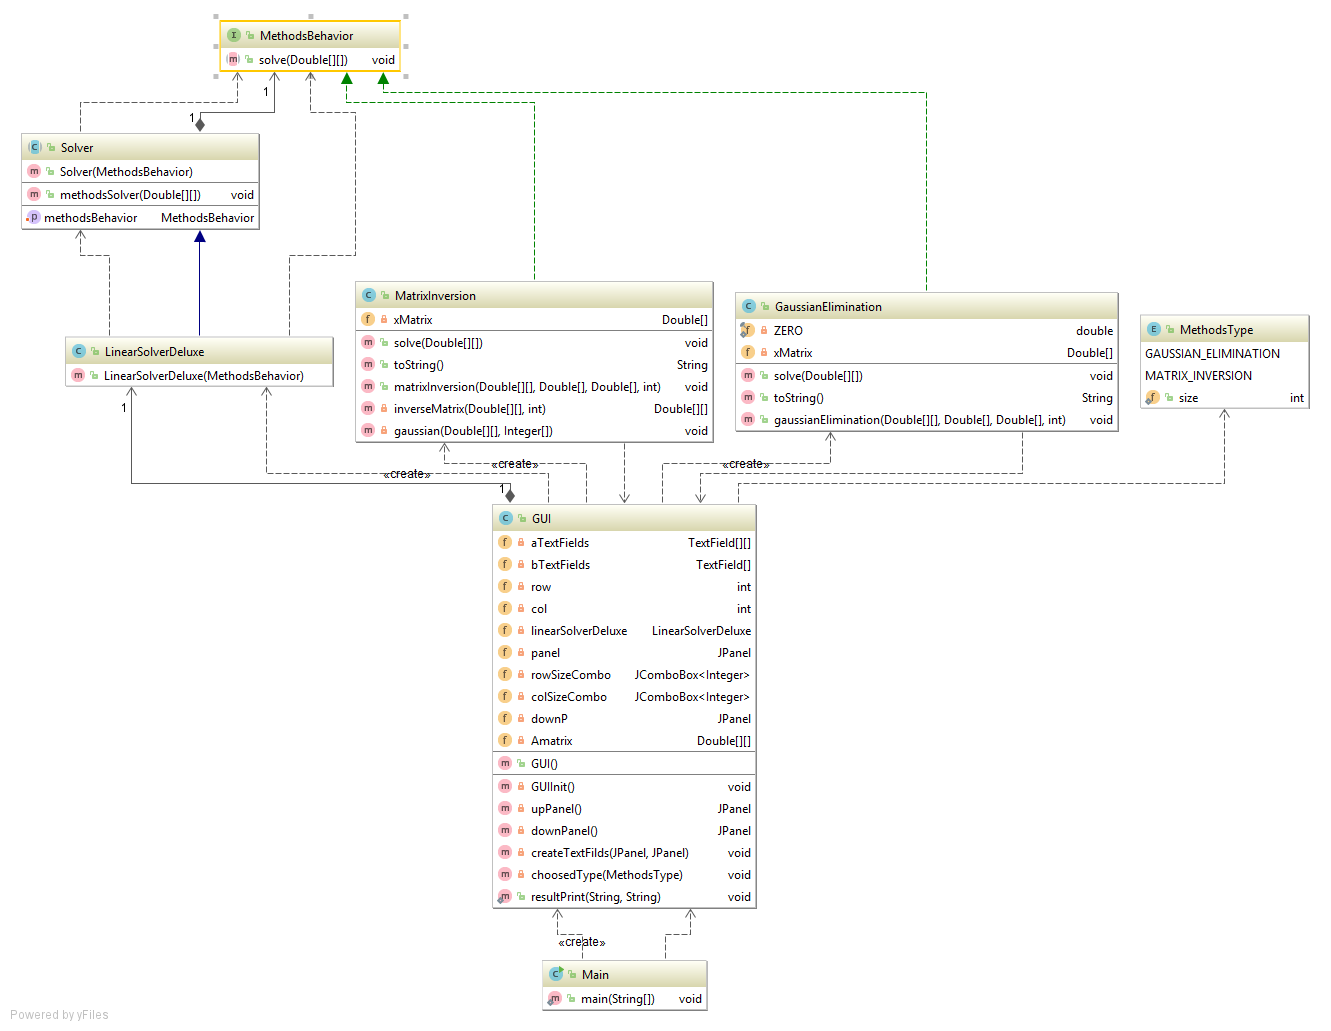 MethodsBehavior
solve(Double[][]) void
1
1
Solver
Solver(MethodsBehavior)
methodsSolver(Double[][]) void
methodsBehavior MethodsBehavior
MatrixInversion
xMatrix Double[]
solve(Double[][]) void
toString() String
matrixInversion(Double[][], Double[], Double[], int) void
inverseMatrix(Double[][], int) Double[][]
gaussian(Double[][], Integer[]) void
GaussianElimination
ZERO double
xMatrix Double[]
solve(Double[][]) void
toString() String
gaussianElimination(Double[][], Double[], Double[], int) void
MethodsType
GAUSSIAN_ELIMINATION
MATRIX_INVERSION
size int
LinearSolverDeluxe
LinearSolverDeluxe(MethodsBehavior)
1
«create»
«create»
«create»
1
GUI
aTextFields TextField[][]
bTextFields TextField[]
row int
col int
linearSolverDeluxe LinearSolverDeluxe
panel JPanel
rowSizeCombo JComboBox<Integer>
colSizeCombo JComboBox<Integer>
downP JPanel
Amatrix Double[][]
GUI()
GUIInit() void
upPanel() JPanel
downPanel() JPanel
createTextFilds(JPanel, JPanel) void
choosedType(MethodsType) void
resultPrint(String, String) void
«create»
Main
main(String[]) void
Powered by yFiles